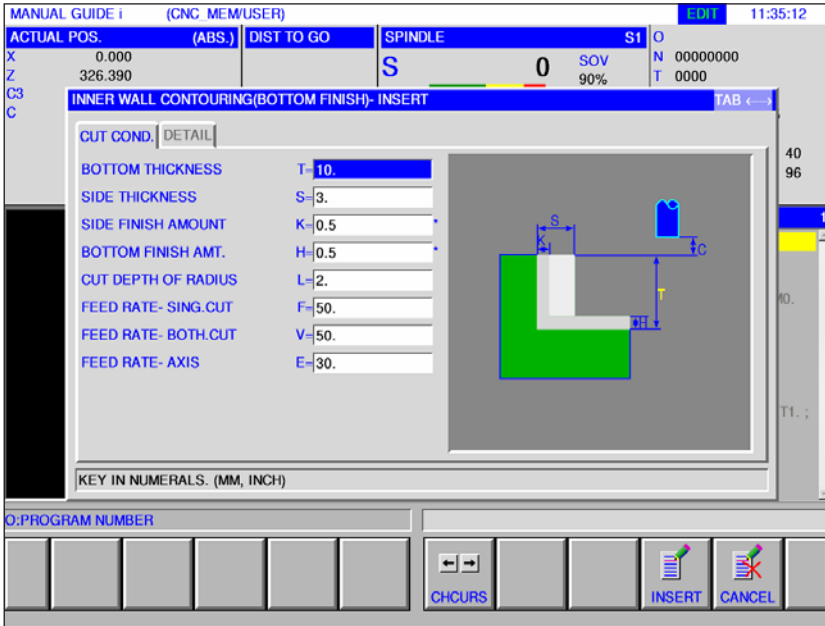 MANUAL GUIDE i (CNC_MEM/USER) EDIT 11:35:12
ACTUAL POS. (ABS.) DIST TO GO SPINDLE S1 O
X 0.000 N 00000000
Z 326.390 S 0 SOV 90% T 0000
C3
C
INNER WALL CONTOURING(BOTTOM FINISH)- INSERT TAB ←→
CUT COND. DETAIL
40
96
BOTTOM THICKNESS T=10.
SIDE THICKNESS S=3.
SIDE FINISH AMOUNT K=0.5 *
BOTTOM FINISH AMT. H=0.5 *
CUT DEPTH OF RADIUS L=2.
FEED RATE- SING.CUT F=50.
FEED RATE- BOTH.CUT V=50.
FEED RATE- AXIS E=30.
S
K
C
T
H
1
M0.
T1. ;
KEY IN NUMERALS. (MM, INCH)
O:PROGRAM NUMBER
CHCURS INSERT CANCEL